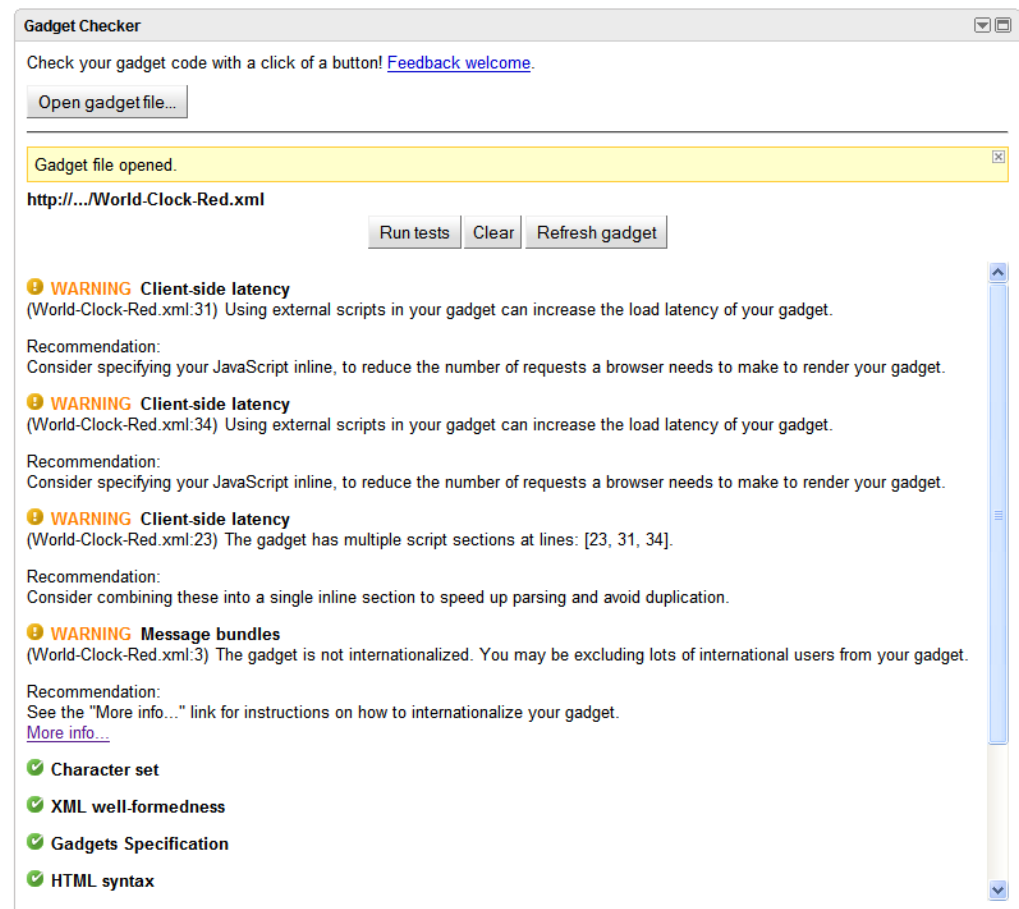 Gadget Checker
Check your gadget code with a click of a button! Feedback welcome.
Open gadget file...
Gadget file opened.
http://.../World-Clock-Red.xml
Run tests Clear Refresh gadget
WARNING Client-side latency
(World-Clock-Red.xml:31) Using external scripts in your gadget can increase the load latency of your gadget.
Recommendation:
Consider specifying your JavaScript inline, to reduce the number of requests a browser needs to make to render your gadget.
WARNING Client-side latency
(World-Clock-Red.xml:34) Using external scripts in your gadget can increase the load latency of your gadget.
Recommendation:
Consider specifying your JavaScript inline, to reduce the number of requests a browser needs to make to render your gadget.
WARNING Client-side latency
(World-Clock-Red.xml:23) The gadget has multiple script sections at lines: [23, 31, 34].
Recommendation:
Consider combining these into a single inline section to speed up parsing and avoid duplication.
WARNING Message bundles
(World-Clock-Red.xml:3) The gadget is not internationalized. You may be excluding lots of international users from your gadget.
Recommendation:
See the "More info..." link for instructions on how to internationalize your gadget.
More info...
Character set
XML well-formedness
Gadgets Specification
HTML syntax